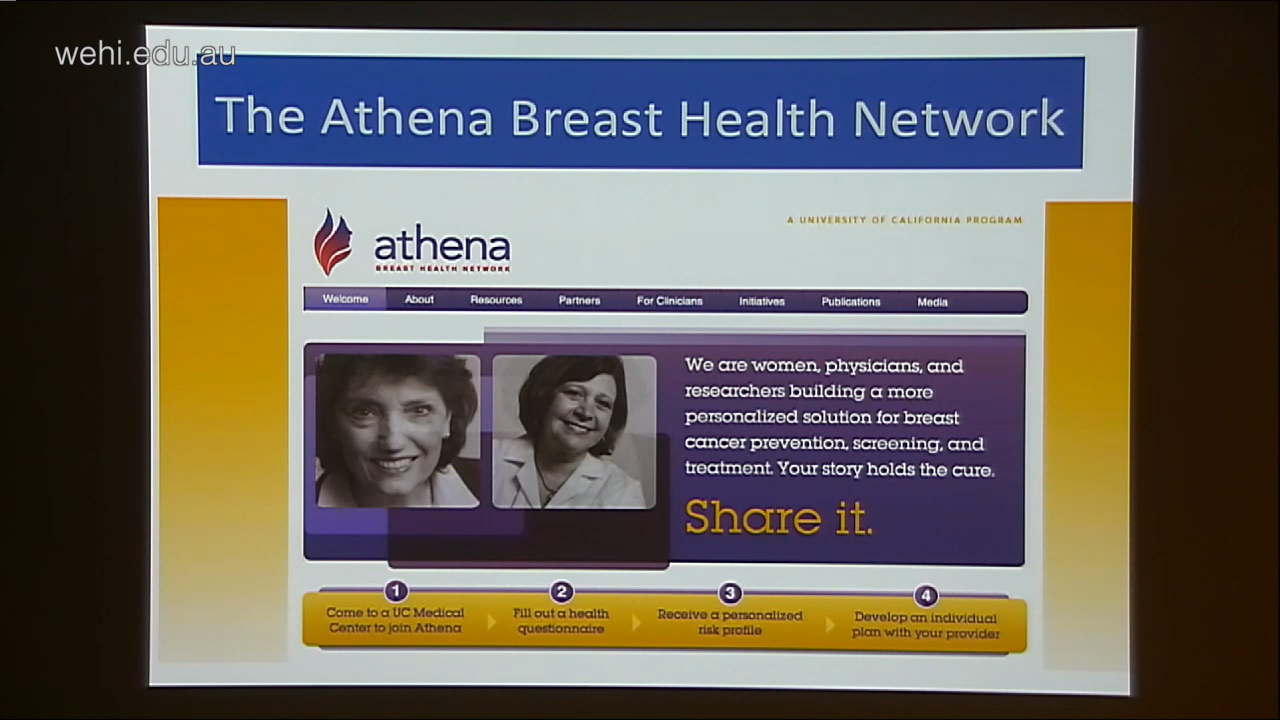 wehi.edu.au
The Athena Breast Health Network
A UNIVERSITY OF CALIFORNIA PROGRAM
athena
BREAST HEALTH NETWORK
Welcome About Resources Partners For Clinicians Initiatives Publications Media
We are women, physicians, and
researchers building a more
personalized solution for breast
cancer prevention, screening, and
treatment. Your story holds the cure.
Share it.
1
Come to a UC Medical
Center to join Athena
2
Fill out a health
questionnaire
3
Receive a personalized
risk profile
4
Develop an individual
plan with your provider